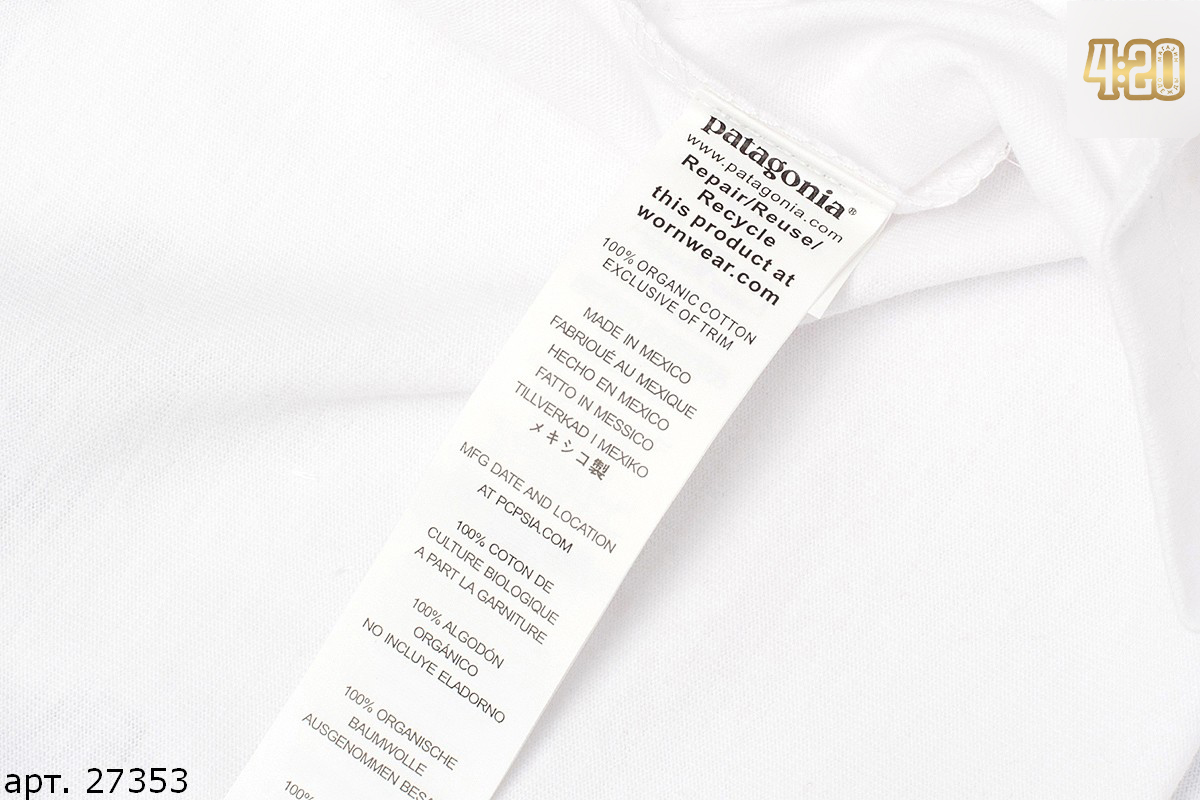 4:20
patagonia®
www.patagonia.com
Repair/Reuse/
Recycle
this product at
wornwear.com
100% ORGANIC COTTON
EXCLUSIVE OF TRIM
MADE IN MEXICO
FABRIQUÉ AU MEXIQUE
HECHO EN MEXICO
FATTO IN MESSICO
TILLVERKAD I MEXIKO
メキシコ製
MFG DATE AND LOCATION
AT PCPSIA.COM
100% COTON DE
CULTURE BIOLOGIQUE
A PART LA GARNITURE
100% ALGODÓN
ORGÁNICO
NO INCLUYE ELADORNO
100% ORGANISCHE
BAUMWOLLE
AUSGENOMMEN BESA
100%
арт. 27353